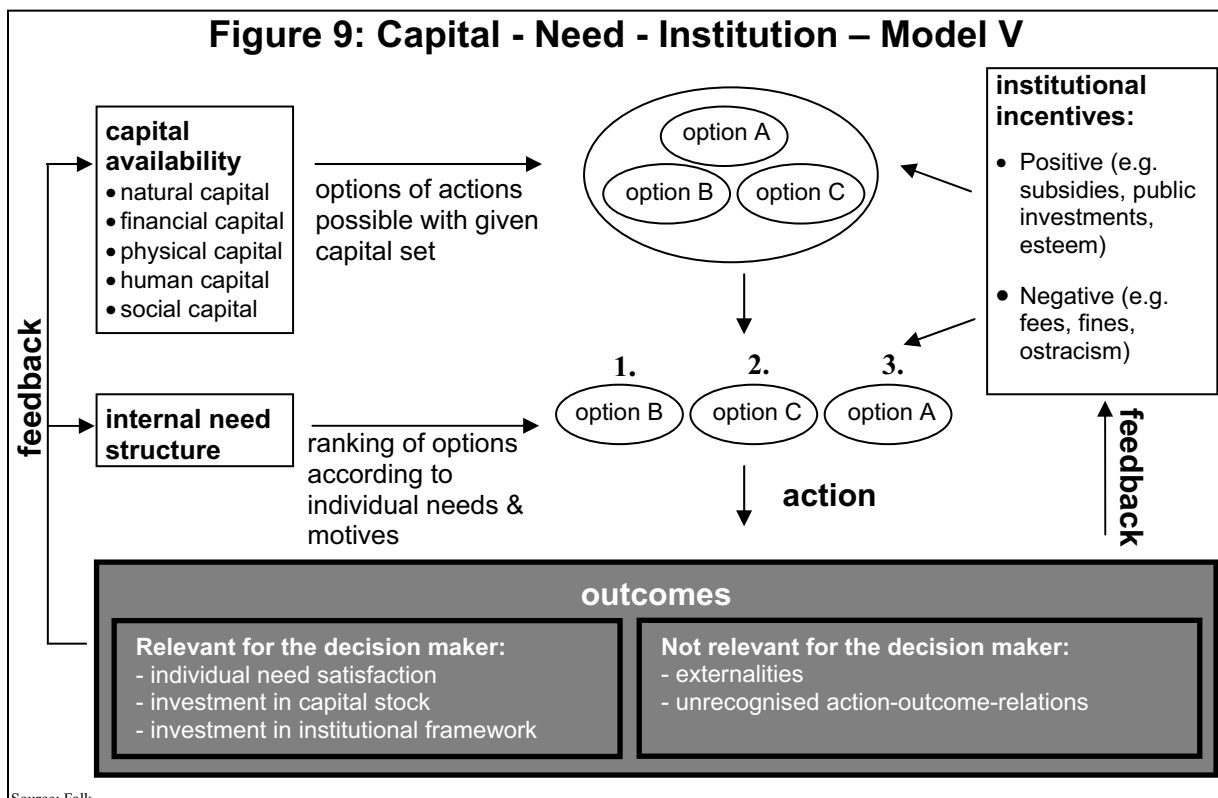 Figure 9: Capital - Need - Institution – Model V
capital
availability
• natural capital
• financial capital
• physical capital
• human capital
• social capital
options of actions
possible with given
capital set
option A
option B
option C
institutional
incentives:
• Positive (e.g.
subsidies, public
investments,
esteem)
• Negative (e.g.
fees, fines,
ostracism)
feedback
internal need
structure
ranking of options
according to
individual needs &
motives
1.
2.
3.
option B
option C
option A
action
feedback
outcomes
Relevant for the decision maker:
- individual need satisfaction
- investment in capital stock
- investment in institutional framework
Not relevant for the decision maker:
- externalities
- unrecognised action-outcome-relations
Source: Falk